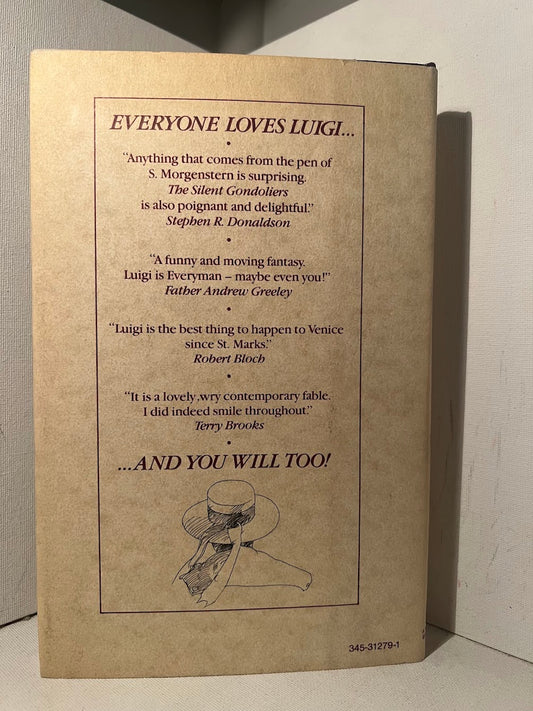 EVERYONE LOVES LUIGI...
•
“Anything that comes from the pen of
S. Morgenstern is surprising.
The Silent Gondoliers
is also poignant and delightful.”
Stephen R. Donaldson
•
“A funny and moving fantasy.
Luigi is Everyman – maybe even you!”
Father Andrew Greeley
•
“Luigi is the best thing to happen to Venice
since St. Marks.”
Robert Bloch
•
“It is a lovely ,wry contemporary fable.
I did indeed smile throughout.”
Terry Brooks
•
...AND YOU WILL TOO!
345-31279-1